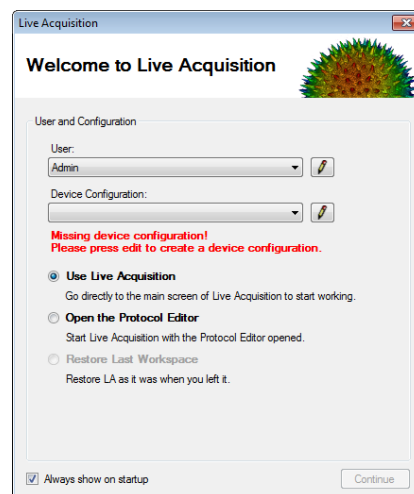 Live Acquisition
Welcome to Live Acquisition
User and Configuration
User:
Admin
Device Configuration:
Missing device configuration!
Please press edit to create a device configuration.
Use Live Acquisition
Go directly to the main screen of Live Acquisition to start working.
Open the Protocol Editor
Start Live Acquisition with the Protocol Editor opened.
Restore Last Workspace
Restore LA as it was when you left it.
Always show on startup
Continue